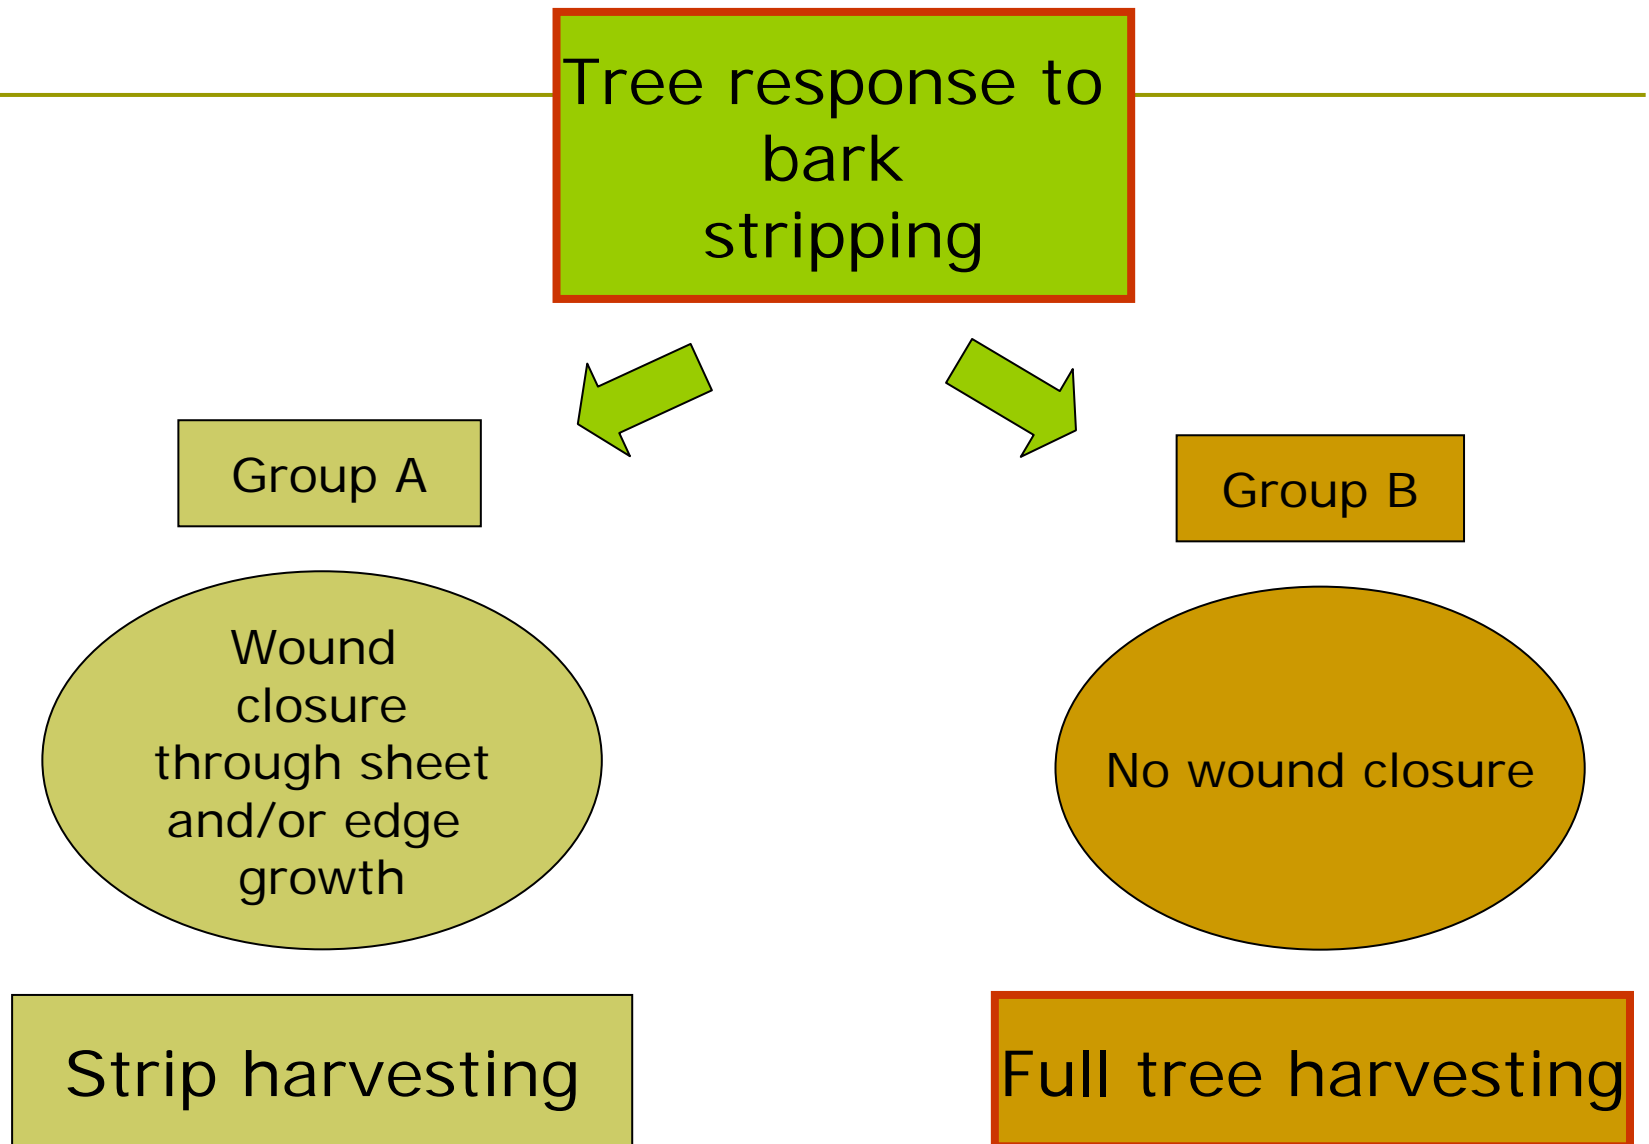 Tree response to
bark
stripping
Group A
Group B
Wound
closure
through sheet
and/or edge
growth
No wound closure
Strip harvesting
Full tree harvesting